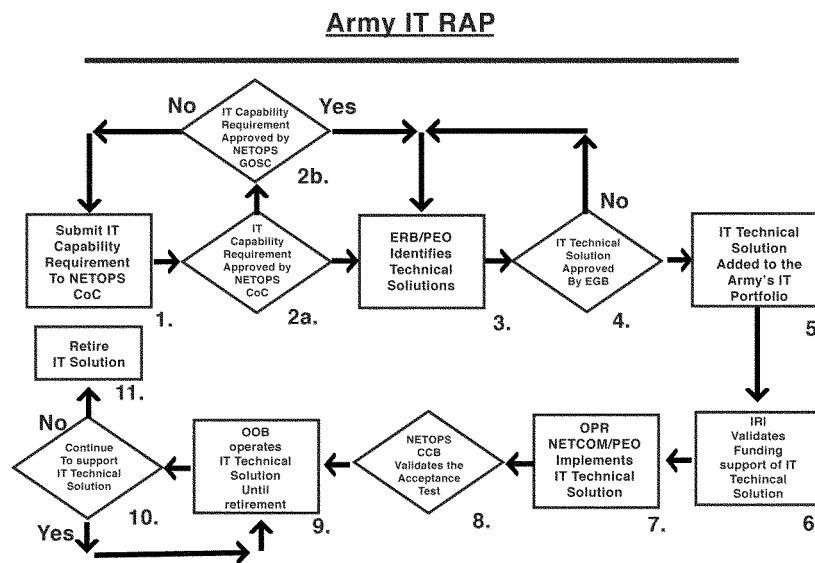 Army IT RAP
No
Yes
IT Capability
Requirement
Approved by
NETOPS
GOSC
2b.
Submit IT
Capability
Requirement
To NETOPS
CoC
1.
IT
Capability
Requirement
Approved by
NETOPS
CoC
2a.
ERB/PEO
Identifies
Technical
Soliutions
3.
No
IT Technical
Solution
Approved
By EGB
4.
IT Technical
Solution
Added to the
Army's IT
Portfolio
5.
IRI
Validates
Funding
support of IT
Techincal
Solution
6.
OPR
NETCOM/PEO
Implements
IT Technical
Solution
7.
NETOPS
CCB
Validates the
Acceptance
Test
8.
OOB
operates
IT Technical
Solution
Until
retirement
9.
Continue
To support
IT Technical
Solution
10.
No
Yes
Retire
IT Solution
11.